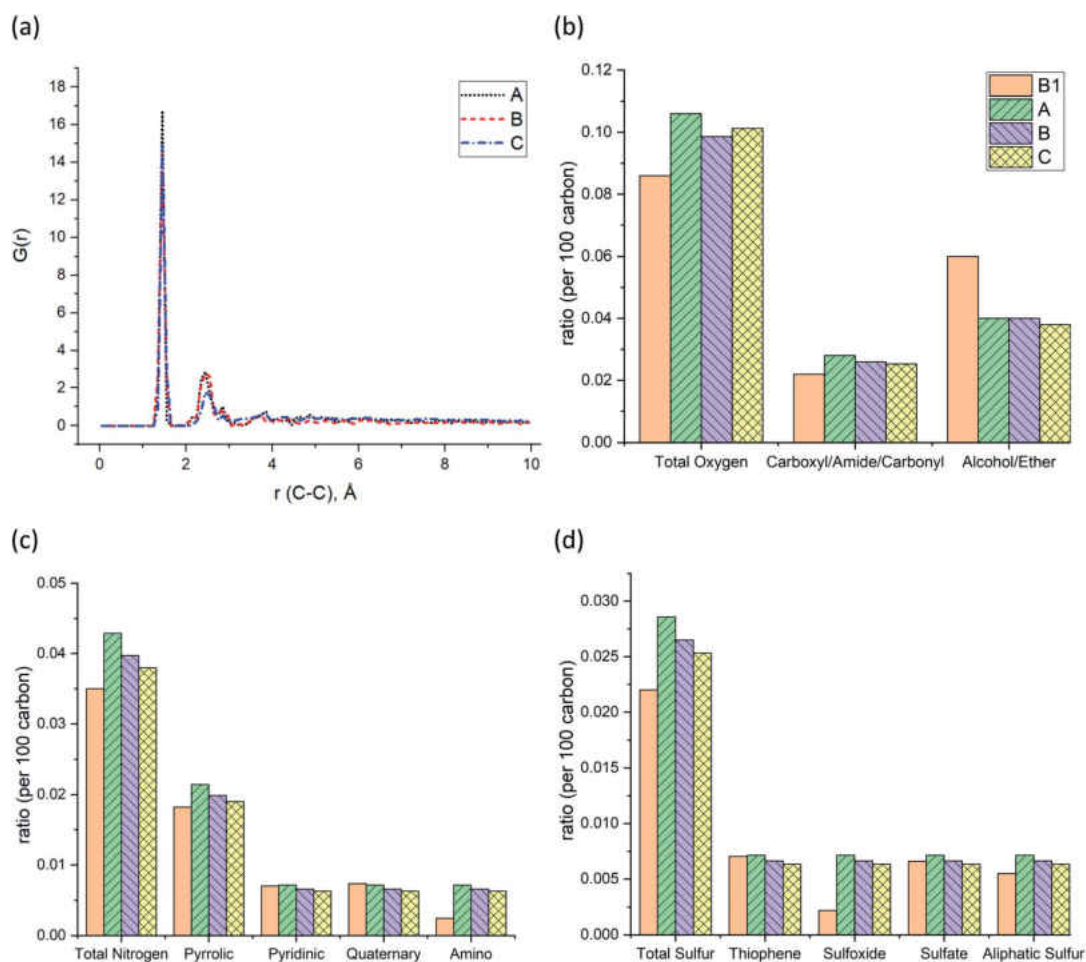 (a)
18
16
14
12
10
8
6
4
2
0
G(r)
A
B
C
0
2
4
6
8
10
r (C-C), Å
(b)
0.12
0.10
0.08
0.06
0.04
0.02
0.00
ratio (per 100 carbon)
B1
A
B
C
Total Oxygen
Carboxyl/Amide/Carbonyl
Alcohol/Ether
(c)
0.05
0.04
0.03
0.02
0.01
0.00
ratio (per 100 carbon)
Total Nitrogen
Pyrrolic
Pyridinic
Quaternary
Amino
(d)
0.030
0.025
0.020
0.015
0.010
0.005
0.000
ratio (per 100 carbon)
Total Sulfur
Thiophene
Sulfoxide
Sulfate
Aliphatic Sulfur